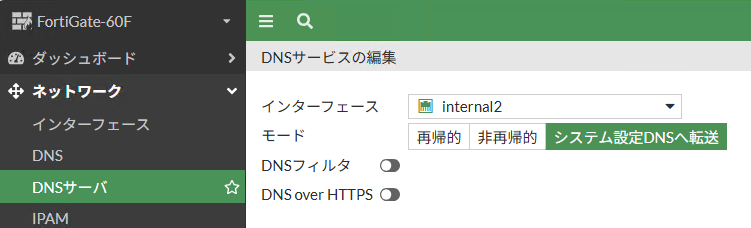 FortiGate-60F
ダッシュボード
ネットワーク
インターフェース
DNS
DNSサーバ
IPAM
DNSサービスの編集
インターフェース internal2
モード 再帰的 非再帰的 システム設定DNSへ転送
DNSフィルタ
DNS over HTTPS